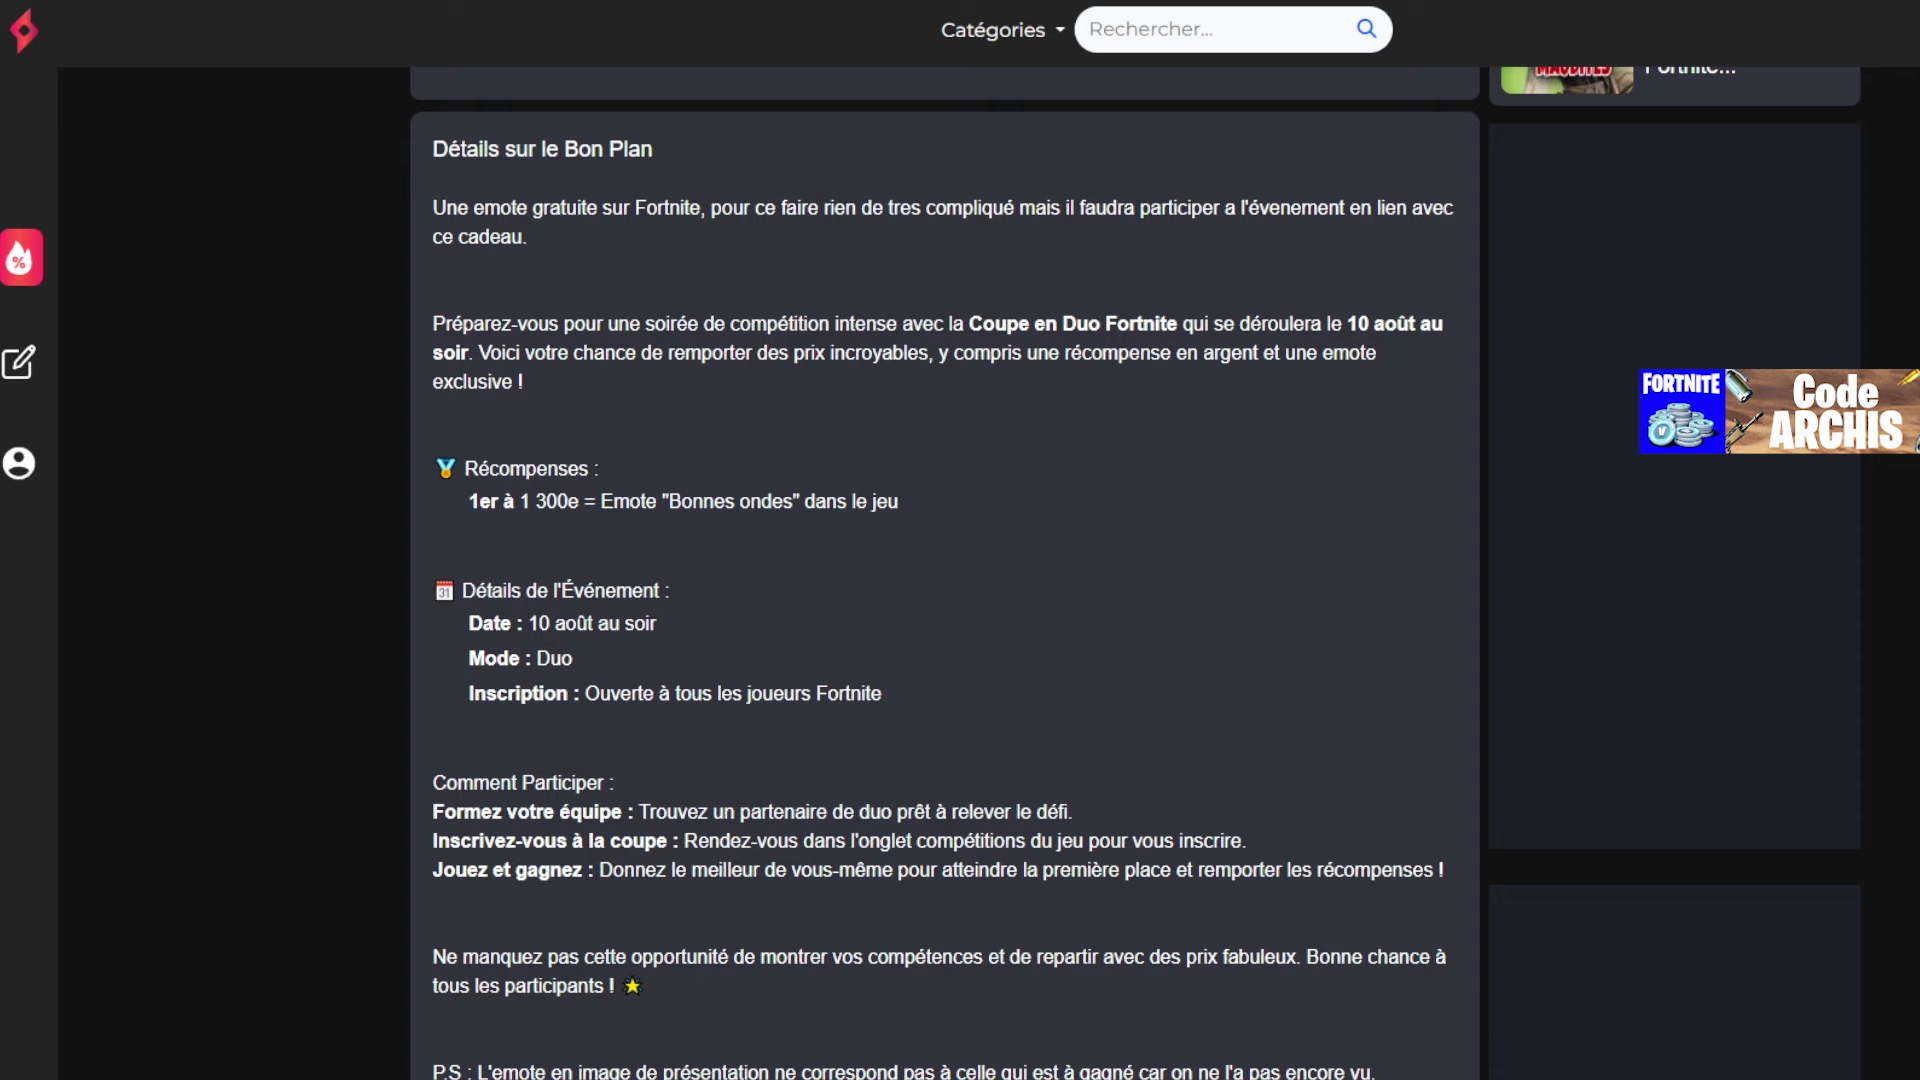 Catégories
Rechercher...
Fortnite...
Détails sur le Bon Plan
Une emote gratuite sur Fortnite, pour ce faire rien de tres compliqué mais il faudra participer a l'évenement en lien avec
ce cadeau.
Préparez-vous pour une soirée de compétition intense avec la Coupe en Duo Fortnite qui se déroulera le 10 août au
soir. Voici votre chance de remporter des prix incroyables, y compris une récompense en argent et une emote
exclusive !
FORTNITE
Code
ARCHIS
Récompenses :
1er à 1 300e = Emote "Bonnes ondes" dans le jeu
Détails de l'Événement :
Date : 10 août au soir
Mode : Duo
Inscription : Ouverte à tous les joueurs Fortnite
Comment Participer :
Formez votre équipe : Trouvez un partenaire de duo prêt à relever le défi.
Inscrivez-vous à la coupe : Rendez-vous dans l'onglet compétitions du jeu pour vous inscrire.
Jouez et gagnez : Donnez le meilleur de vous-même pour atteindre la première place et remporter les récompenses !
Ne manquez pas cette opportunité de montrer vos compétences et de repartir avec des prix fabuleux. Bonne chance à
tous les participants !
P.S : L'emote en image de présentation ne correspond pas à celle qui est à gagné car on ne l'a pas encore vu.